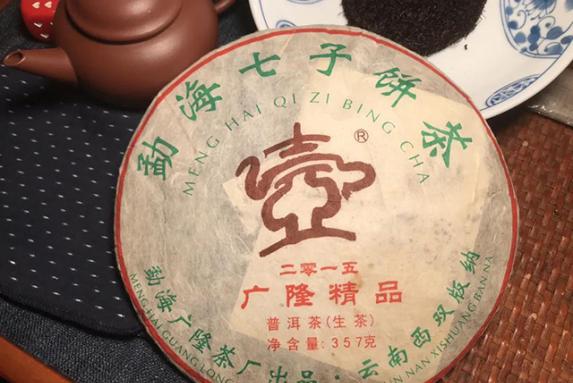 勐海七子饼茶
MENG HAI QI ZI BING CHA
壶®
二零一五
广隆精品
普洱茶(生茶)
净含量: 357克
勐海广隆茶厂出品·云南西双版纳
MENG HAI GUANG LONG
NAN XISHUANG BAN NA